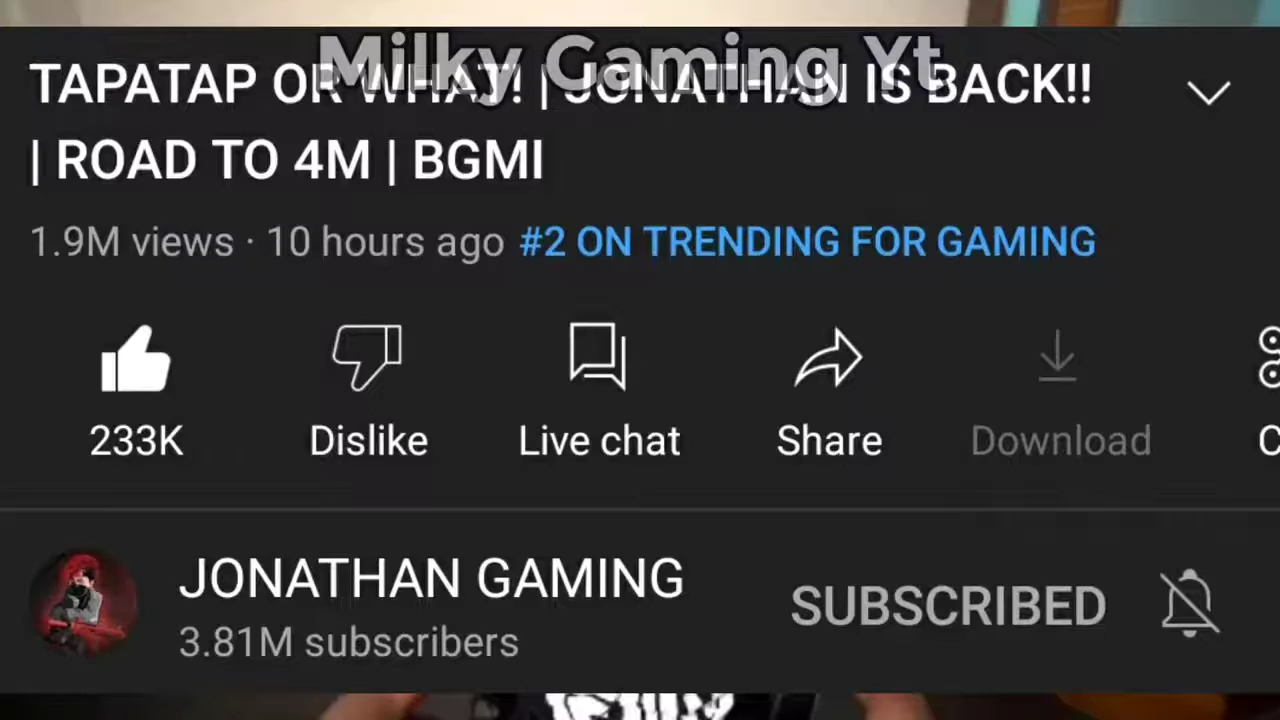 Milky Gaming Yt
TAPATAP OR WHAT! | JONATHAN IS BACK!!
| ROAD TO 4M | BGMI
1.9M views · 10 hours ago #2 ON TRENDING FOR GAMING
233K Dislike Live chat Share Download C
JONATHAN GAMING
3.81M subscribers
SUBSCRIBED